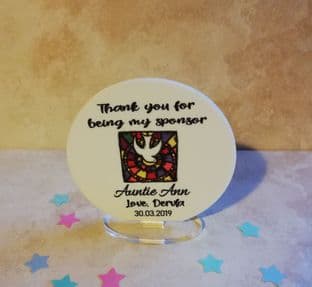 Thank you for
being my sponsor
Auntie Ann
Love, Dervla
30.03.2019